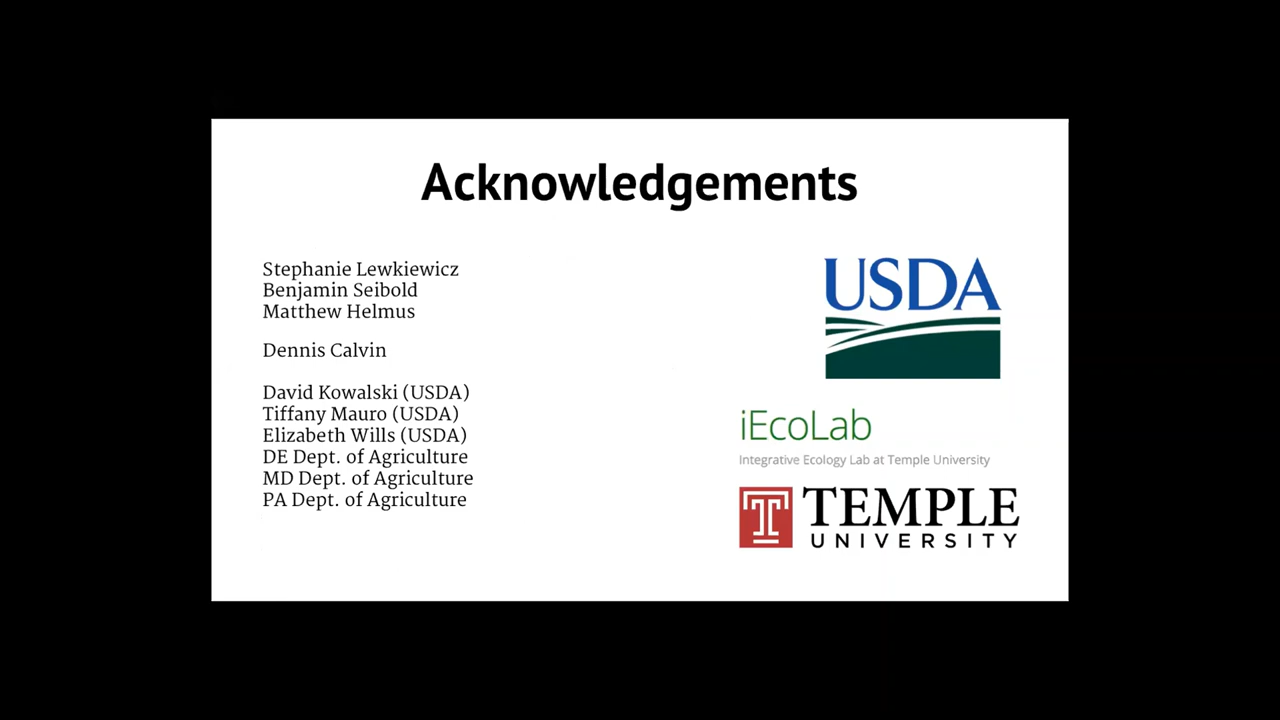 Acknowledgements
Stephanie Lewkiewicz
Benjamin Seibold
Matthew Helmus
Dennis Calvin
David Kowalski (USDA)
Tiffany Mauro (USDA)
Elizabeth Wills (USDA)
DE Dept. of Agriculture
MD Dept. of Agriculture
PA Dept. of Agriculture
USDA
iEcoLab
Integrative Ecology Lab at Temple University
T TEMPLE
UNIVERSITY